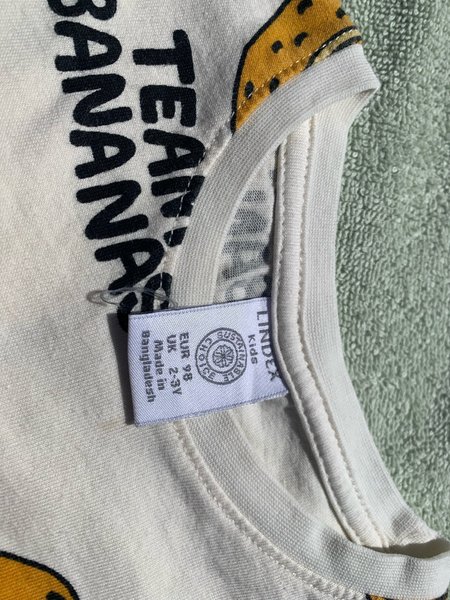 TEAM
BANANAS
LINDEX
Kids
SUSTAINABLE
CHOICE
EUR 98
UK 2-3Y
Made in
Bangladesh